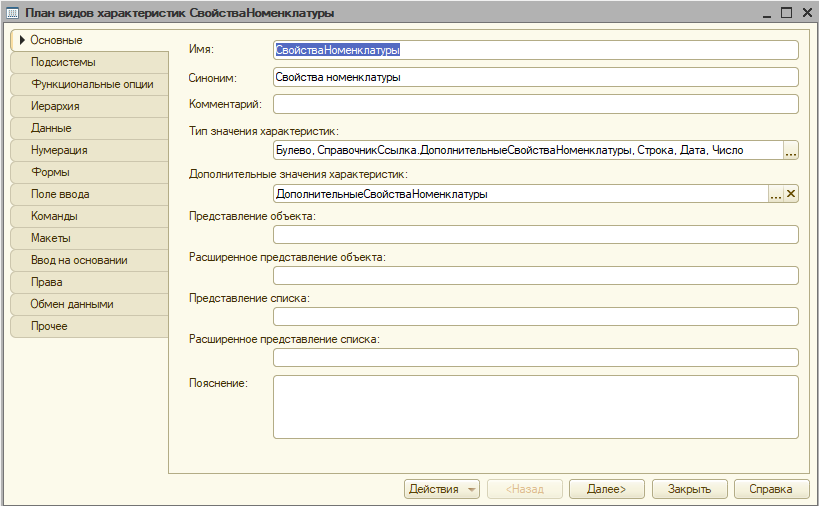 План видов характеристик СвойстваНоменклатуры
Основные
Подсистемы
Функциональные опции
Иерархия
Данные
Нумерация
Формы
Поле ввода
Команды
Макеты
Ввод на основании
Права
Обмен данными
Прочее
Имя: СвойстваНоменклатуры
Синоним: Свойства номенклатуры
Комментарий:
Тип значения характеристик:
Булево, СправочникСсылка.ДополнительныеСвойстваНоменклатуры, Строка, Дата, Число ...
Дополнительные значения характеристик:
ДополнительныеСвойстваНоменклатуры ...
Представление объекта:
Расширенное представление объекта:
Представление списка:
Расширенное представление списка:
Пояснение:
Действия <Назад Далее> Закрыть Справка